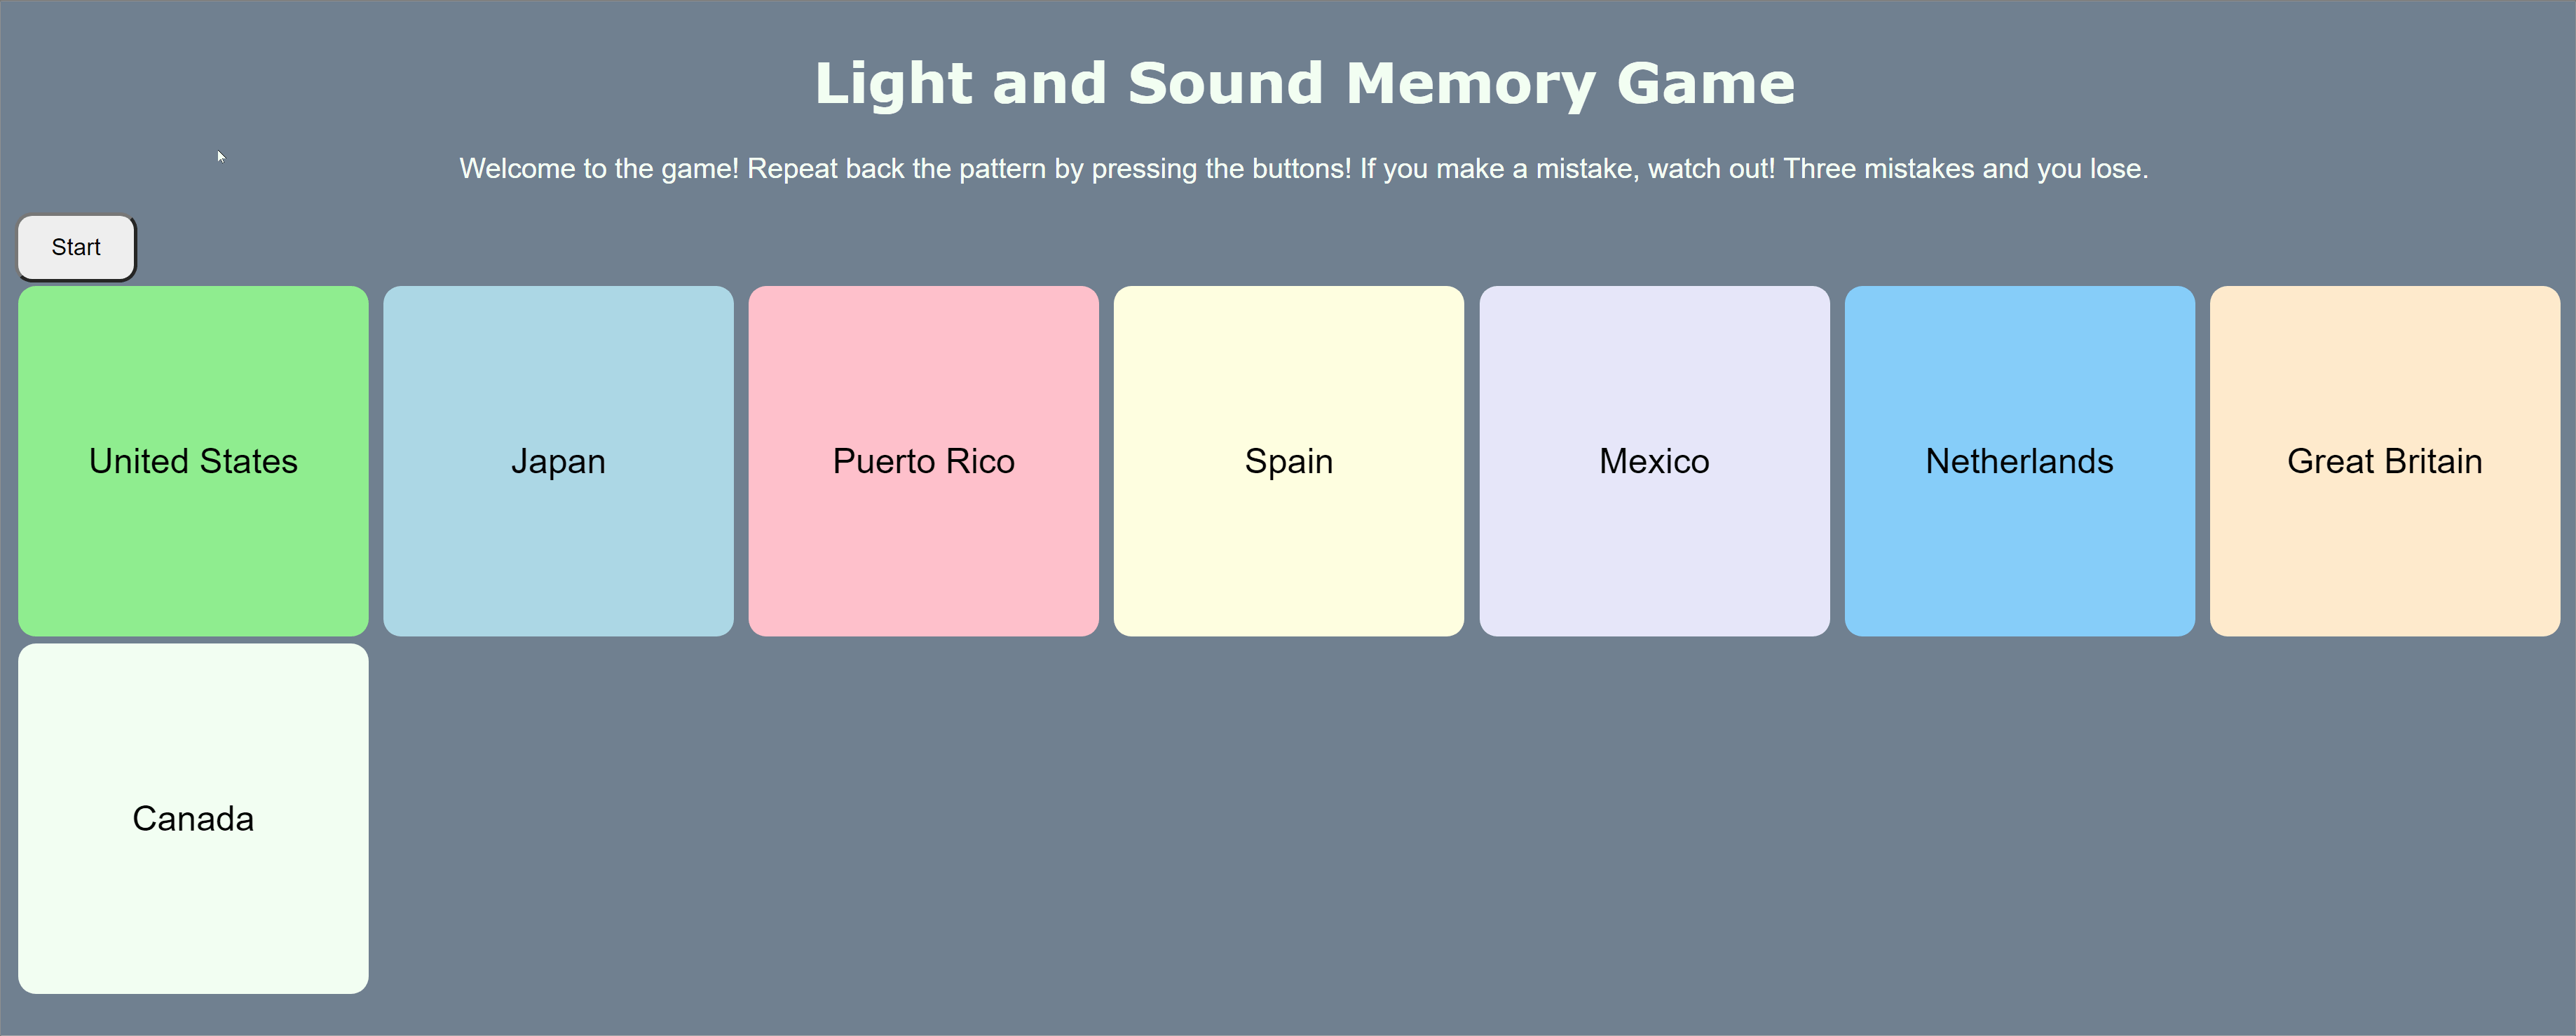 Light and Sound Memory Game
Welcome to the game! Repeat back the pattern by pressing the buttons! If you make a mistake, watch out! Three mistakes and you lose.
Start
United States
Japan
Puerto Rico
Spain
Mexico
Netherlands
Great Britain
Canada